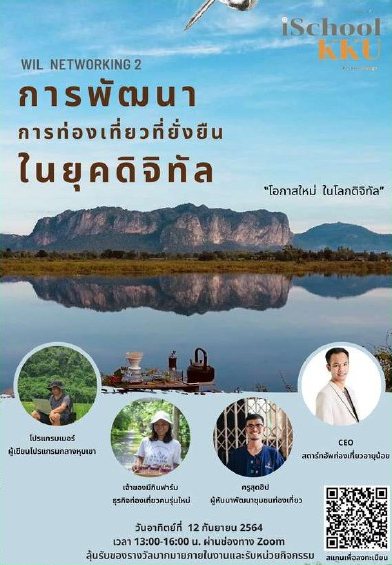 iSchool
KKU
WIL NETWORKING 2
การพัฒนา
การท่องเที่ยวที่ยั่งยืน
ในยุคดิจิทัล
"โอกาสใหม่ ในโลกดิจิทัล"
โปรแกรมเมอร์
ผู้เขียนโปรแกรมกลางหุบเขา
เจ้าของมีกินฟาร์ม
ธุรกิจท่องเที่ยวคนรุ่นใหม่
ครูสุดฮิป
ผู้หันมาพัฒนาชุมชนท่องเที่ยว
CEO
สตาร์ทอัพท่องเที่ยวอายุน้อย
วันอาทิตย์ที่ 12 กันยายน 2564
เวลา 13:00-16:00 น. ผ่านช่องทาง Zoom
ลุ้นรับของรางวัลมากมายภายในงานและรับหน่วยกิจกรรม
สแกนเพื่อลงทะเบียน